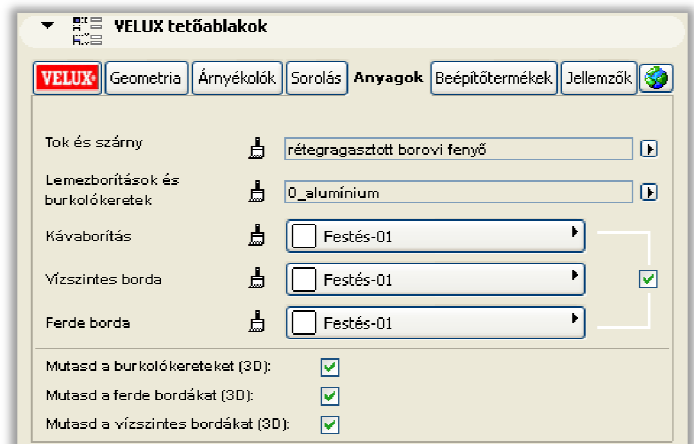 VELUX tetőablakok
VELUX® Geometria Árnyékolók Sorolás Anyagok Beépítőtermékek Jellemzők
Tok és szárny rétegragasztott borovi fenyő
Lemezborítások és
burkolókeretek 0_alumínium
Kávaborítás Festés-01
Vízszintes borda Festés-01
Ferde borda Festés-01
Mutasd a burkolókereteket (3D):
Mutasd a ferde bordákat (3D):
Mutasd a vízszintes bordákat (3D):